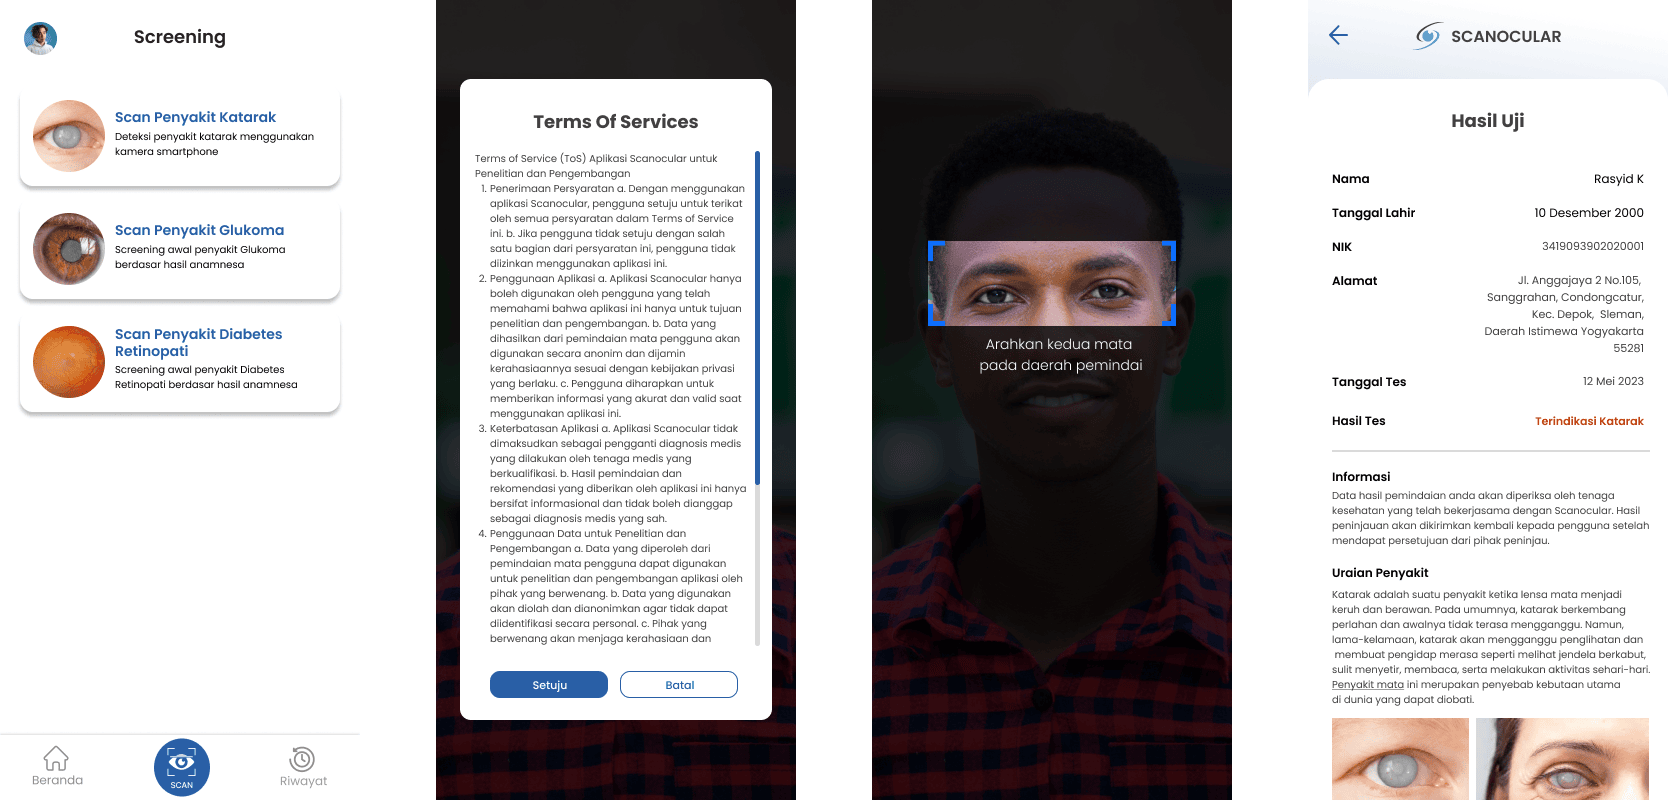 Screening
Scan Penyakit Katarak
Deteksi penyakit katarak menggunakan
kamera smartphone
Scan Penyakit Glukoma
Screening awal penyakit Glukoma
berdasar hasil anamnesa
Scan Penyakit Diabetes
Retinopati
Screening awal penyakit Diabetes
Retinopati berdasar hasil anamnesa
Beranda
SCAN
Riwayat
Terms Of Services
Terms of Service (ToS) Aplikasi Scanocular untuk
Penelitian dan Pengembangan
1. Penerimaan Persyaratan a. Dengan menggunakan
aplikasi Scanocular, pengguna setuju untuk terikat
oleh semua persyaratan dalam Terms of Service
ini. b. Jika pengguna tidak setuju dengan salah
satu bagian dari persyaratan ini, pengguna tidak
diizinkan menggunakan aplikasi ini.
2. Penggunaan Aplikasi a. Aplikasi Scanocular hanya
boleh digunakan oleh pengguna yang telah
memahami bahwa aplikasi ini hanya untuk tujuan
penelitian dan pengembangan. b. Data yang
dihasilkan dari pemindaian mata pengguna akan
digunakan secara anonim dan dijamin
kerahasiaannya sesuai dengan kebijakan privasi
yang berlaku. c. Pengguna diharapkan untuk
memberikan informasi yang akurat dan valid saat
menggunakan aplikasi ini.
3. Keterbatasan Aplikasi a. Aplikasi Scanocular tidak
dimaksudkan sebagai pengganti diagnosis medis
yang dilakukan oleh tenaga medis yang
berkualifikasi. b. Hasil pemindaian dan
rekomendasi yang diberikan oleh aplikasi ini hanya
bersifat informasional dan tidak boleh dianggap
sebagai diagnosis medis yang sah.
4. Penggunaan Data untuk Penelitian dan
Pengembangan a. Data yang diperoleh dari
pemindaian mata pengguna dapat digunakan
untuk penelitian dan pengembangan aplikasi oleh
pihak yang berwenang. b. Data yang digunakan
akan diolah dan dianonimkan agar tidak dapat
diidentifikasi secara personal. c. Pihak yang
berwenang akan menjaga kerahasiaan dan
Setuju
Batal
Arahkan kedua mata
pada daerah pemindai
SCANOCULAR
Hasil Uji
Nama Rasyid K
Tanggal Lahir 10 Desember 2000
NIK 3419093902020001
Alamat Jl. Anggajaya 2 No.105,
Sanggrahan, Condongcatur,
Kec. Depok, Sleman,
Daerah Istimewa Yogyakarta
55281
Tanggal Tes 12 Mei 2023
Hasil Tes Terindikasi Katarak
Informasi
Data hasil pemindaian anda akan diperiksa oleh tenaga
kesehatan yang telah bekerjasama dengan Scanocular. Hasil
peninjauan akan dikirimkan kembali kepada pengguna setelah
mendapat persetujuan dari pihak peninjau.
Uraian Penyakit
Katarak adalah suatu penyakit ketika lensa mata menjadi
keruh dan berawan. Pada umumnya, katarak berkembang
perlahan dan awalnya tidak terasa mengganggu. Namun,
lama-kelamaan, katarak akan mengganggu penglihatan dan
membuat pengidap merasa seperti melihat jendela berkabut,
sulit menyetir, membaca, serta melakukan aktivitas sehari-hari.
Penyakit mata ini merupakan penyebab kebutaan utama
di dunia yang dapat diobati.